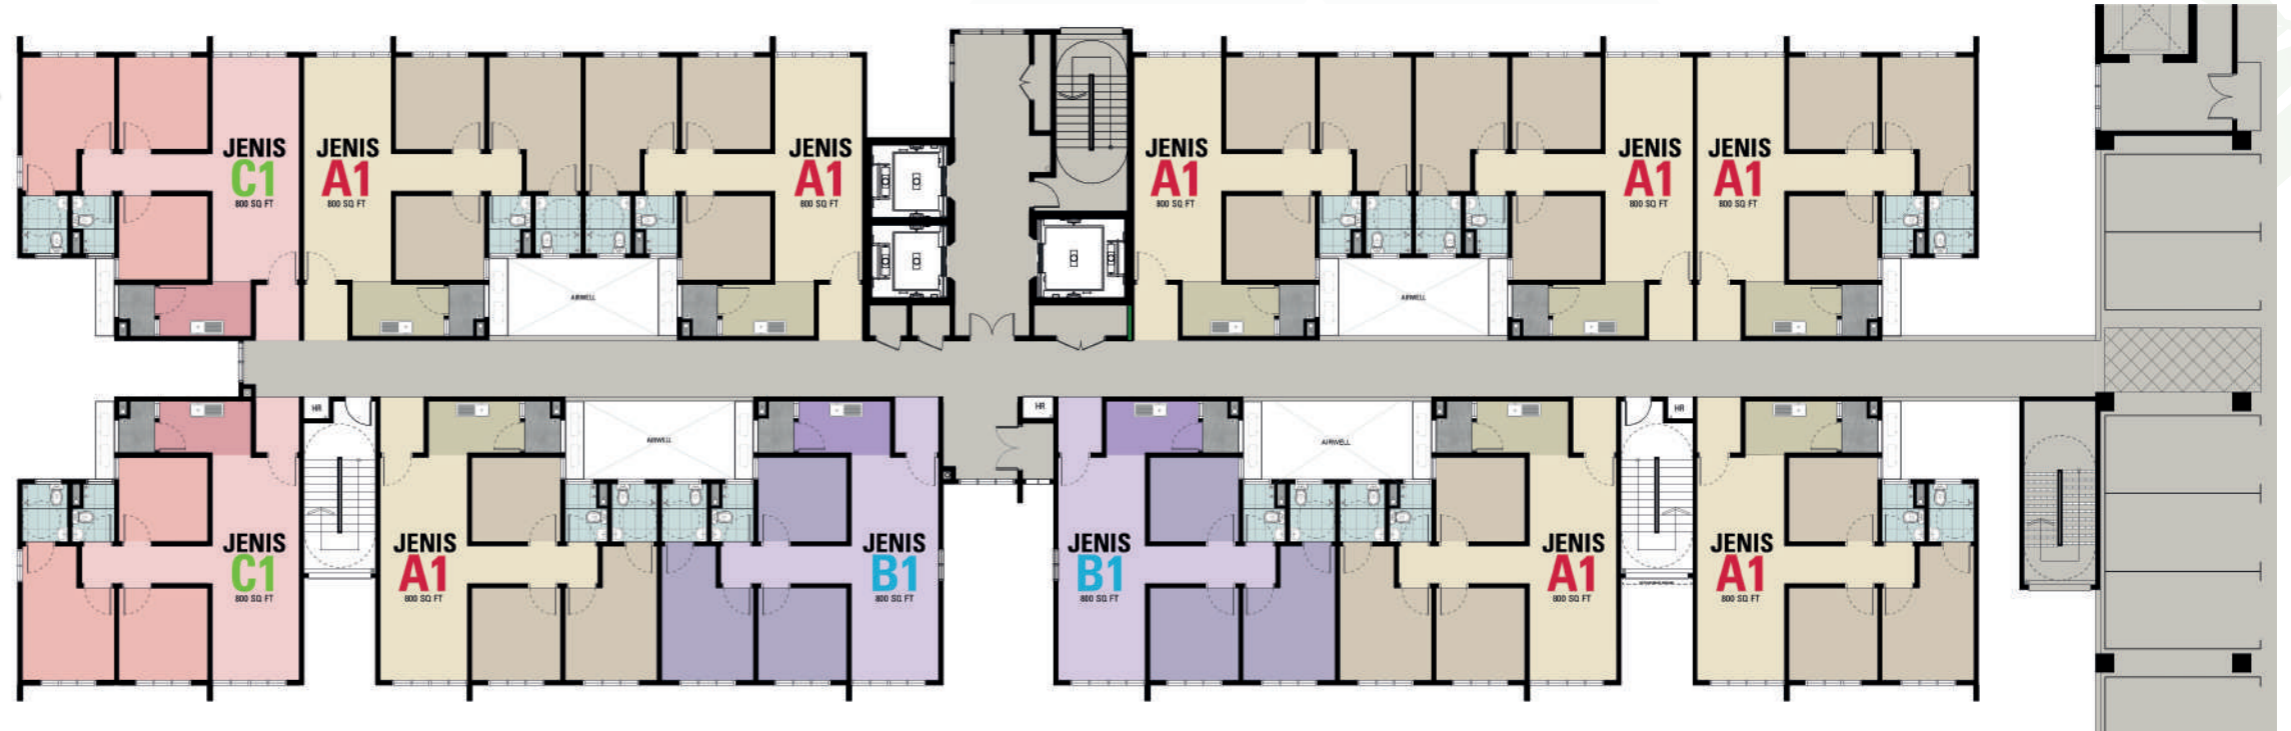 JENIS
C1
800 SQ FT
JENIS
A1
800 SQ FT
JENIS
A1
800 SQ FT
JENIS
A1
800 SQ FT
JENIS
A1
800 SQ FT
JENIS
A1
800 SQ FT
AIRWELL
AIRWELL
HR
HR
HR
AIRWELL
AIRWELL
JENIS
C1
800 SQ FT
JENIS
A1
800 SQ FT
JENIS
B1
800 SQ FT
JENIS
B1
800 SQ FT
JENIS
A1
800 SQ FT
JENIS
A1
800 SQ FT